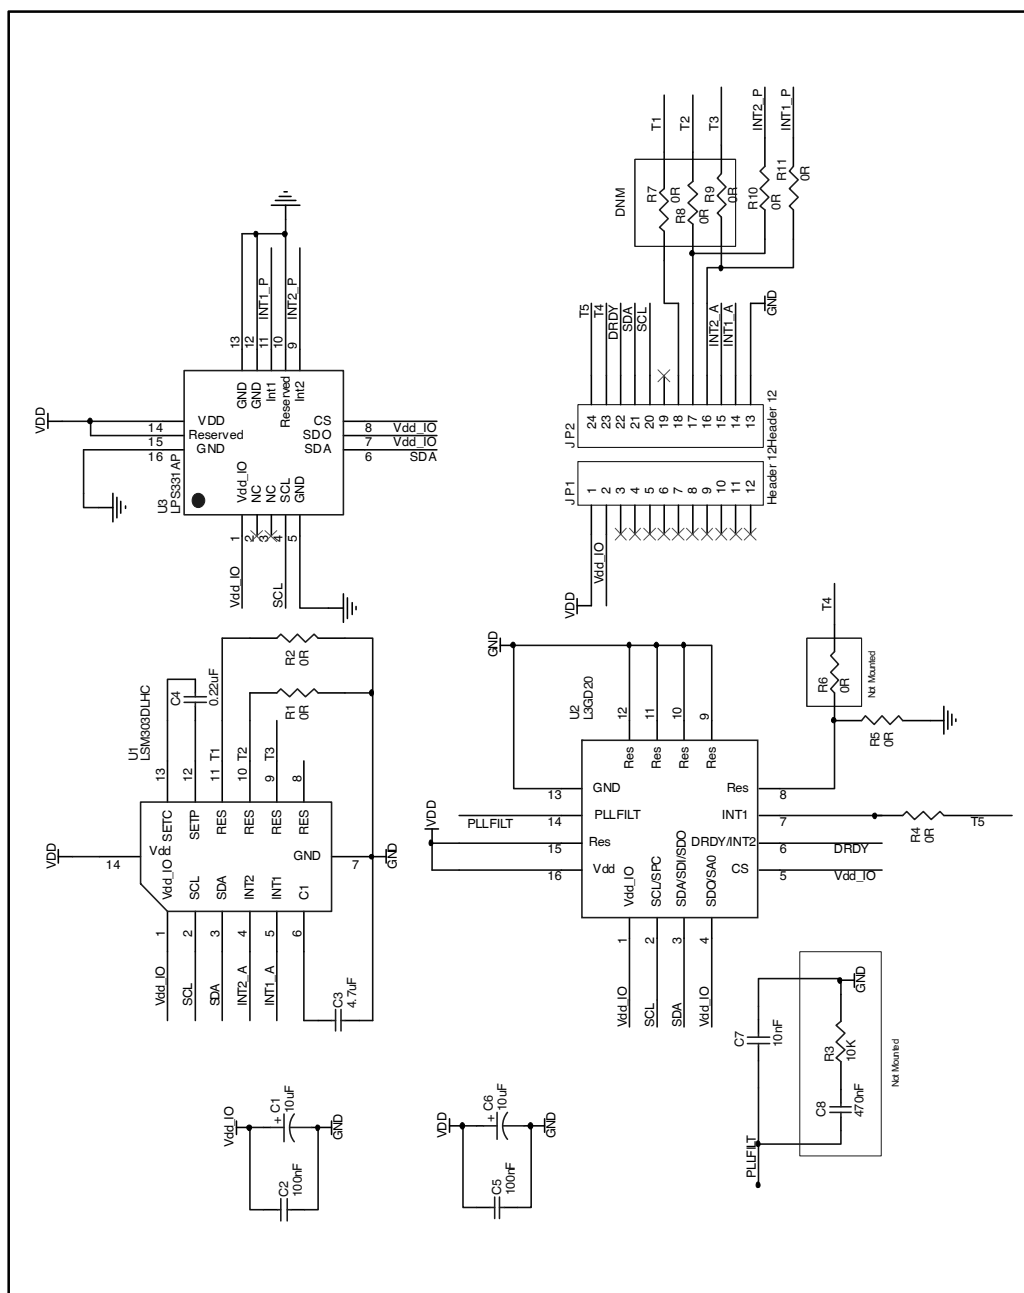 T1
T2
T3
INT2_P
INT1_P
DNM
R7
0R
R8
0R
R9
0R
R10
0R
R11
0R
13
12
11
10
9
INT1_P
INT2_P
GND
GND
Int1
Reserved
Int2
VDD
14
15
16
VDD
Reserved
GND
CS
SDO
SDA
8
7
6
Vdd_IO
Vdd_IO
SDA
U3
LPS331AP
Vdd_IO
NC
NC
SCL
GND
1
2
3
4
5
Vdd_IO
SCL
T5
T4
DRDY
SDA
SCL
INT2_A
INT1_A
GND
JP2
24
23
22
21
20
19
18
17
16
15
14
13
Header 12
JP1
1
2
3
4
5
6
7
8
9
10
11
12
Header 12
VDD
Vdd_IO
U1
LSM303DLHC
C4
0.22uF
R2
0R
R1
0R
13
12
11
T1
10
T2
9
T3
8
SETC
SETP
RES
RES
RES
RES
VDD
14
Vdd
GND
7
GND
Vdd_IO
SCL
SDA
INT2
INT1
C1
1
2
3
4
5
6
Vdd_IO
SCL
SDA
INT2_A
INT1_A
C3
4.7uF
GND
U2
L3GD20
12
11
10
9
Res
Res
Res
Res
13
14
15
16
PLLFILT
VDD
GND
PLLFILT
Res
Vdd
Res
INT1
DRDY/INT2
CS
8
7
6
5
DRDY
Vdd_IO
R4
0R
T5
R5
0R
R6
0R
Not Mounted
T4
Vdd_IO
SCL/SPC
SDA/SDI/SDO
SDO/SA0
1
2
3
4
Vdd_IO
SCL
SDA
Vdd_IO
C7
10nF
GND
R3
10K
C8
470nF
Not Mounted
PLLFILT
Vdd_IO
+
C1
10uF
GND
C2
100nF
VDD
+
C6
10uF
GND
C5
100nF